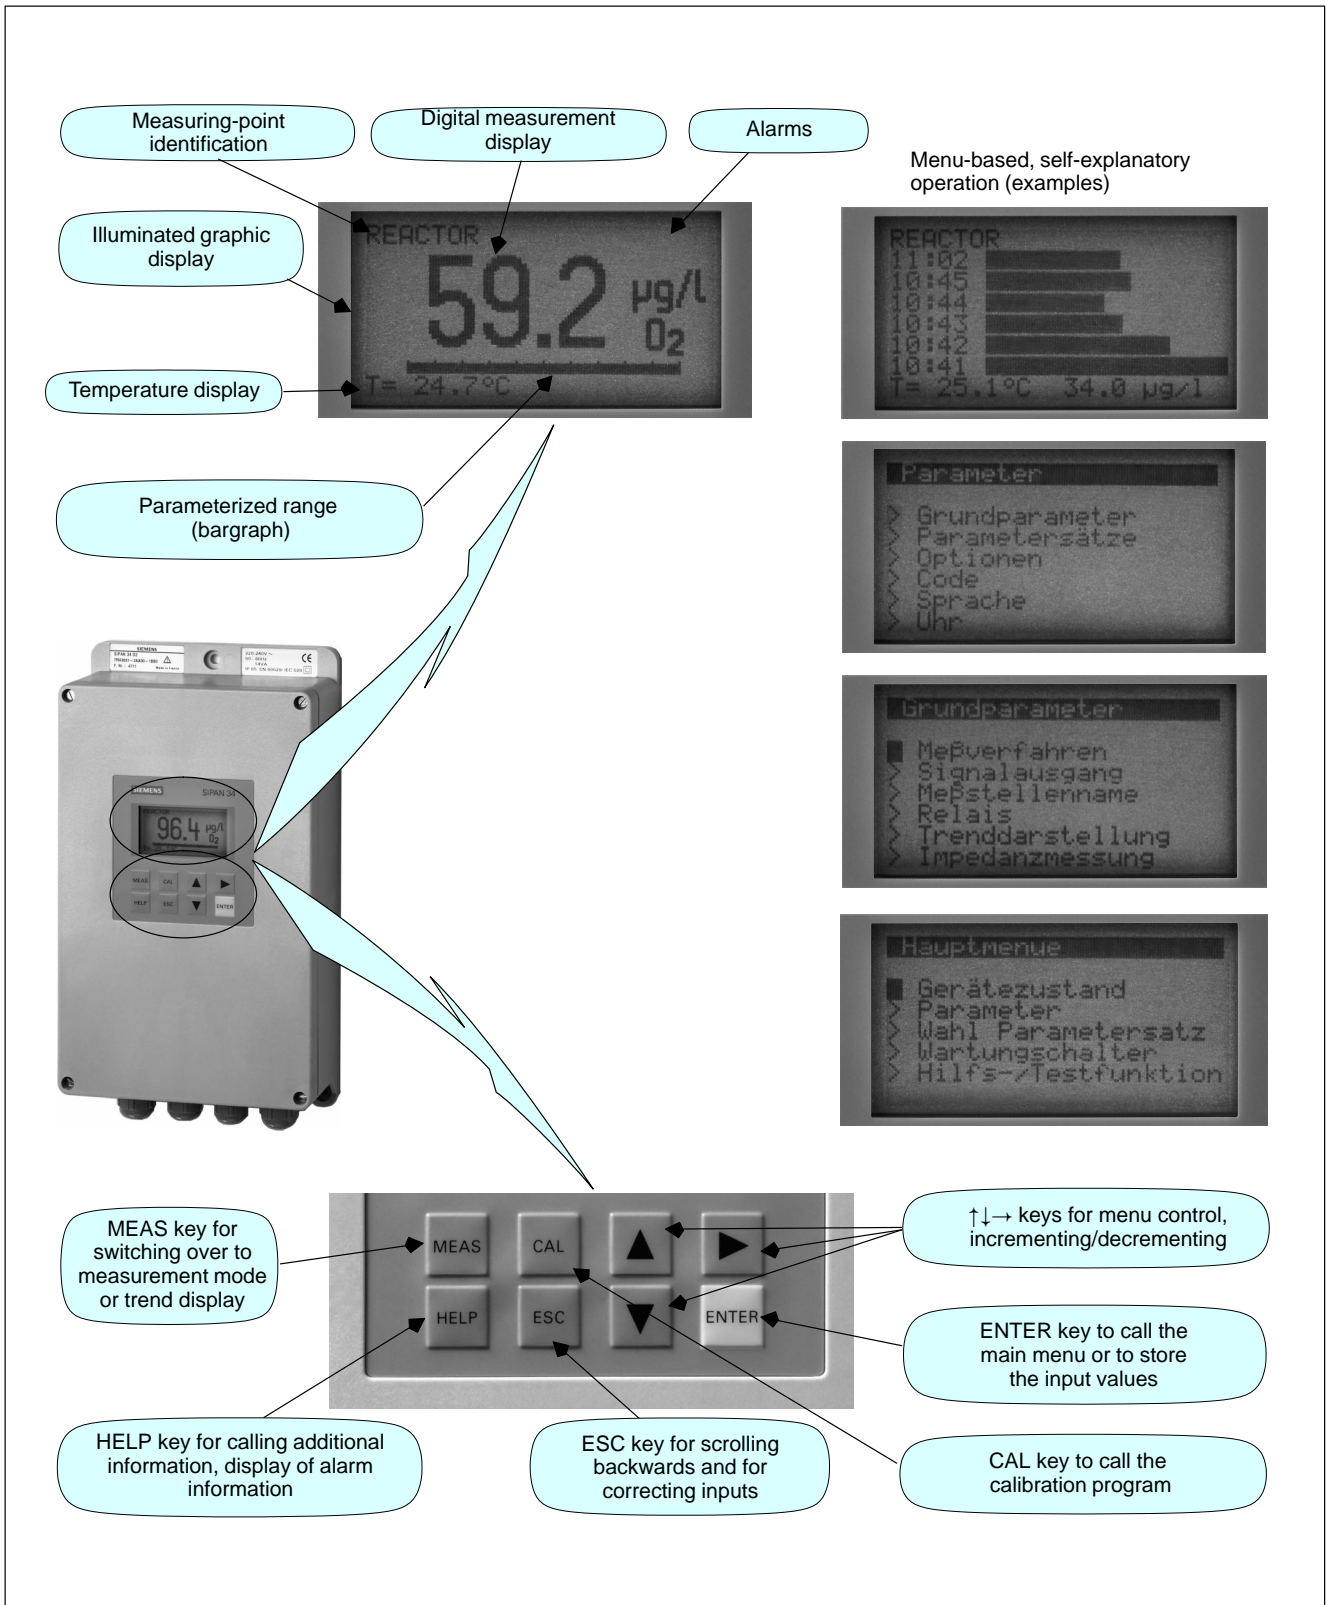 Measuring-point
identification
Digital measurement
display
Alarms
Menu-based, self-explanatory
operation (examples)
Illuminated graphic
display
Temperature display
Parameterized range
(bargraph)
REACTOR
59.2 µg/l
O2
T= 24.7°C
REACTOR
11:02
10:45
10:44
10:43
10:42
10:41
T= 25.1°C 34.0 µg/l
Parameter
> Grundparameter
> Parametersätze
> Optionen
> Code
> Sprache
> Uhr
Grundparameter
Meßverfahren
> Signalausgang
> Meßstellenname
> Relais
> Trenddarstellung
> Impedanzmessung
Hauptmenue
Gerätezustand
> Parameter
> Wahl Parametersatz
> Wartungschalter
> Hilfs-/Testfunktion
SIEMENS
SIPAN 34 O2
Made in France
CE
SIEMENS
SIPAN 34
REACTOR
96.4 µg/l
O2
MEAS CAL ▲ ▶
HELP ESC ▼ ENTER
MEAS key for
switching over to
measurement mode
or trend display
MEAS CAL ▲ ▶
HELP ESC ▼ ENTER
↑↓→ keys for menu control,
incrementing/decrementing
ENTER key to call the
main menu or to store
the input values
HELP key for calling additional
information, display of alarm
information
ESC key for scrolling
backwards and for
correcting inputs
CAL key to call the
calibration program